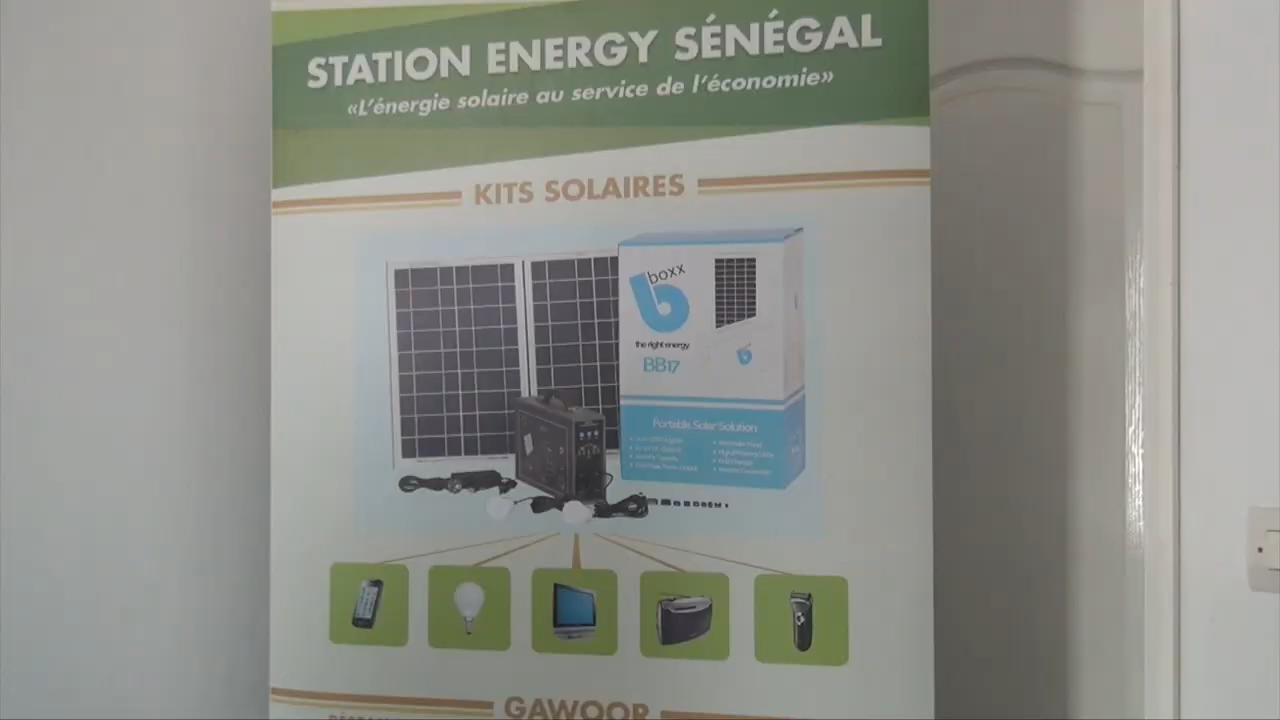 STATION ENERGY SÉNÉGAL
«L'énergie solaire au service de l'économie»
KITS SOLAIRES
boxx
b
the right energy
BB17
Portable Solar Solution
GAWOOR